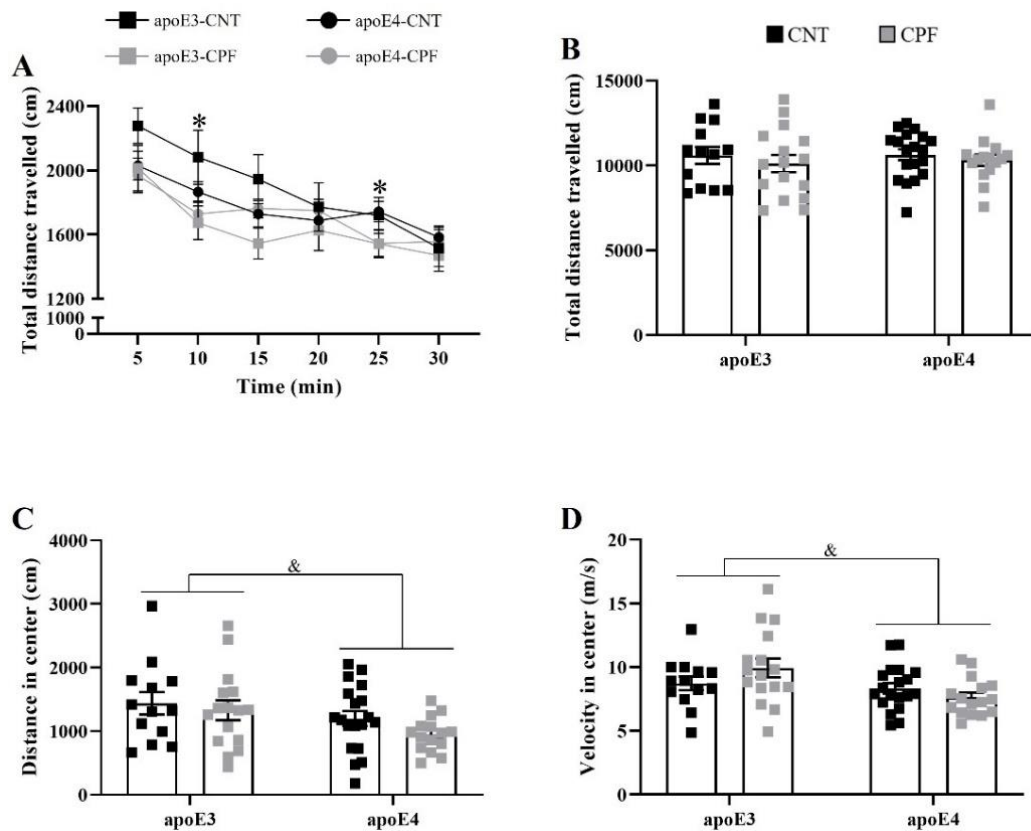 apoE3-CNT
apoE4-CNT
apoE3-CPF
apoE4-CPF
A
Total distance travelled (cm)
2400
2000
1600
1200
1000
0
*
*
5 10 15 20 25 30
Time (min)
B
CNT CPF
Total distance travelled (cm)
15000
10000
5000
0
apoE3 apoE4
C
Distance in center (cm)
4000
3000
2000
1000
0
&
apoE3 apoE4
D
Velocity in center (m/s)
20
15
10
5
0
&
apoE3 apoE4